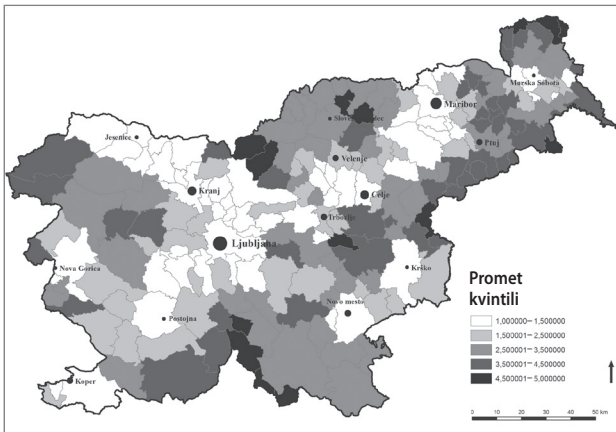 Murska Sobota
Maribor
Jesenice
Velenje
Ptuj
Kranj
Celje
Trbovlje
Ljubljana
Nova Gorica
Krško
Novo mesto
Postojna
Koper
Promet
kvintili
1,000000–1,500000
1,500001–2,500000
2,500001–3,500000
3,500001–4,500000
4,500001–5,000000
0 10 20 30 40 50 km